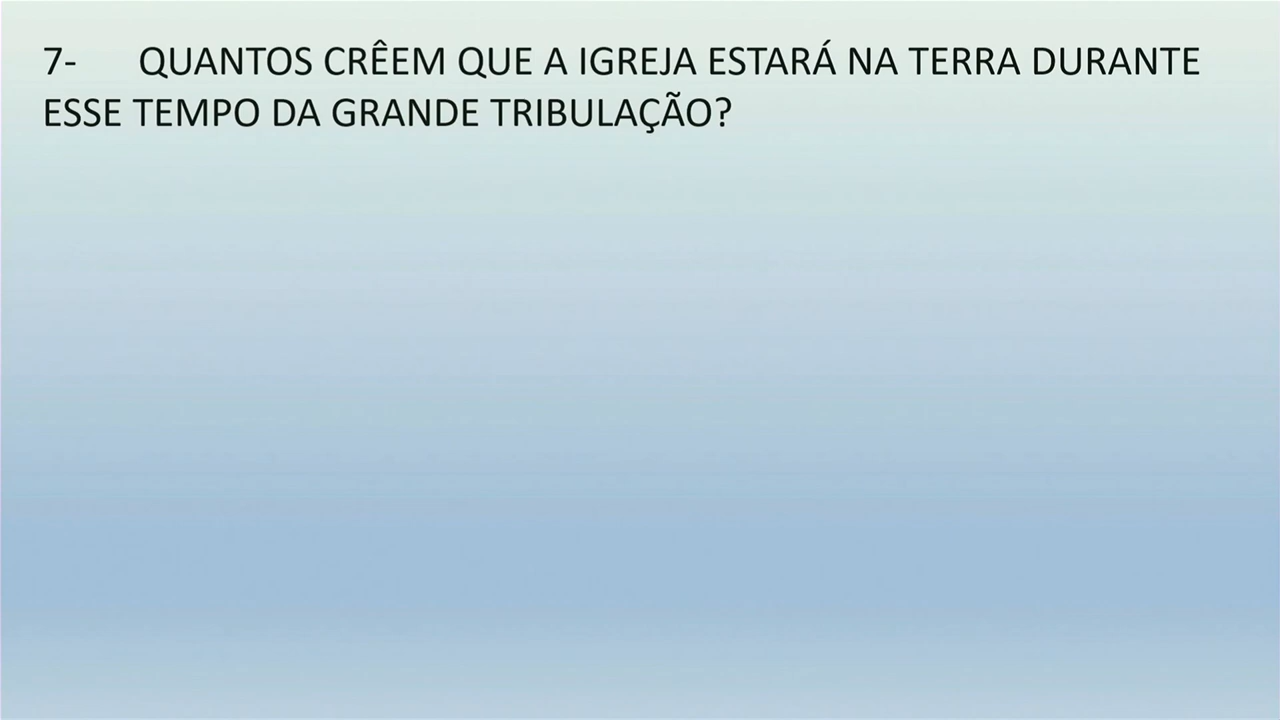 7- QUANTOS CRÊEM QUE A IGREJA ESTARÁ NA TERRA DURANTE
ESSE TEMPO DA GRANDE TRIBULAÇÃO?